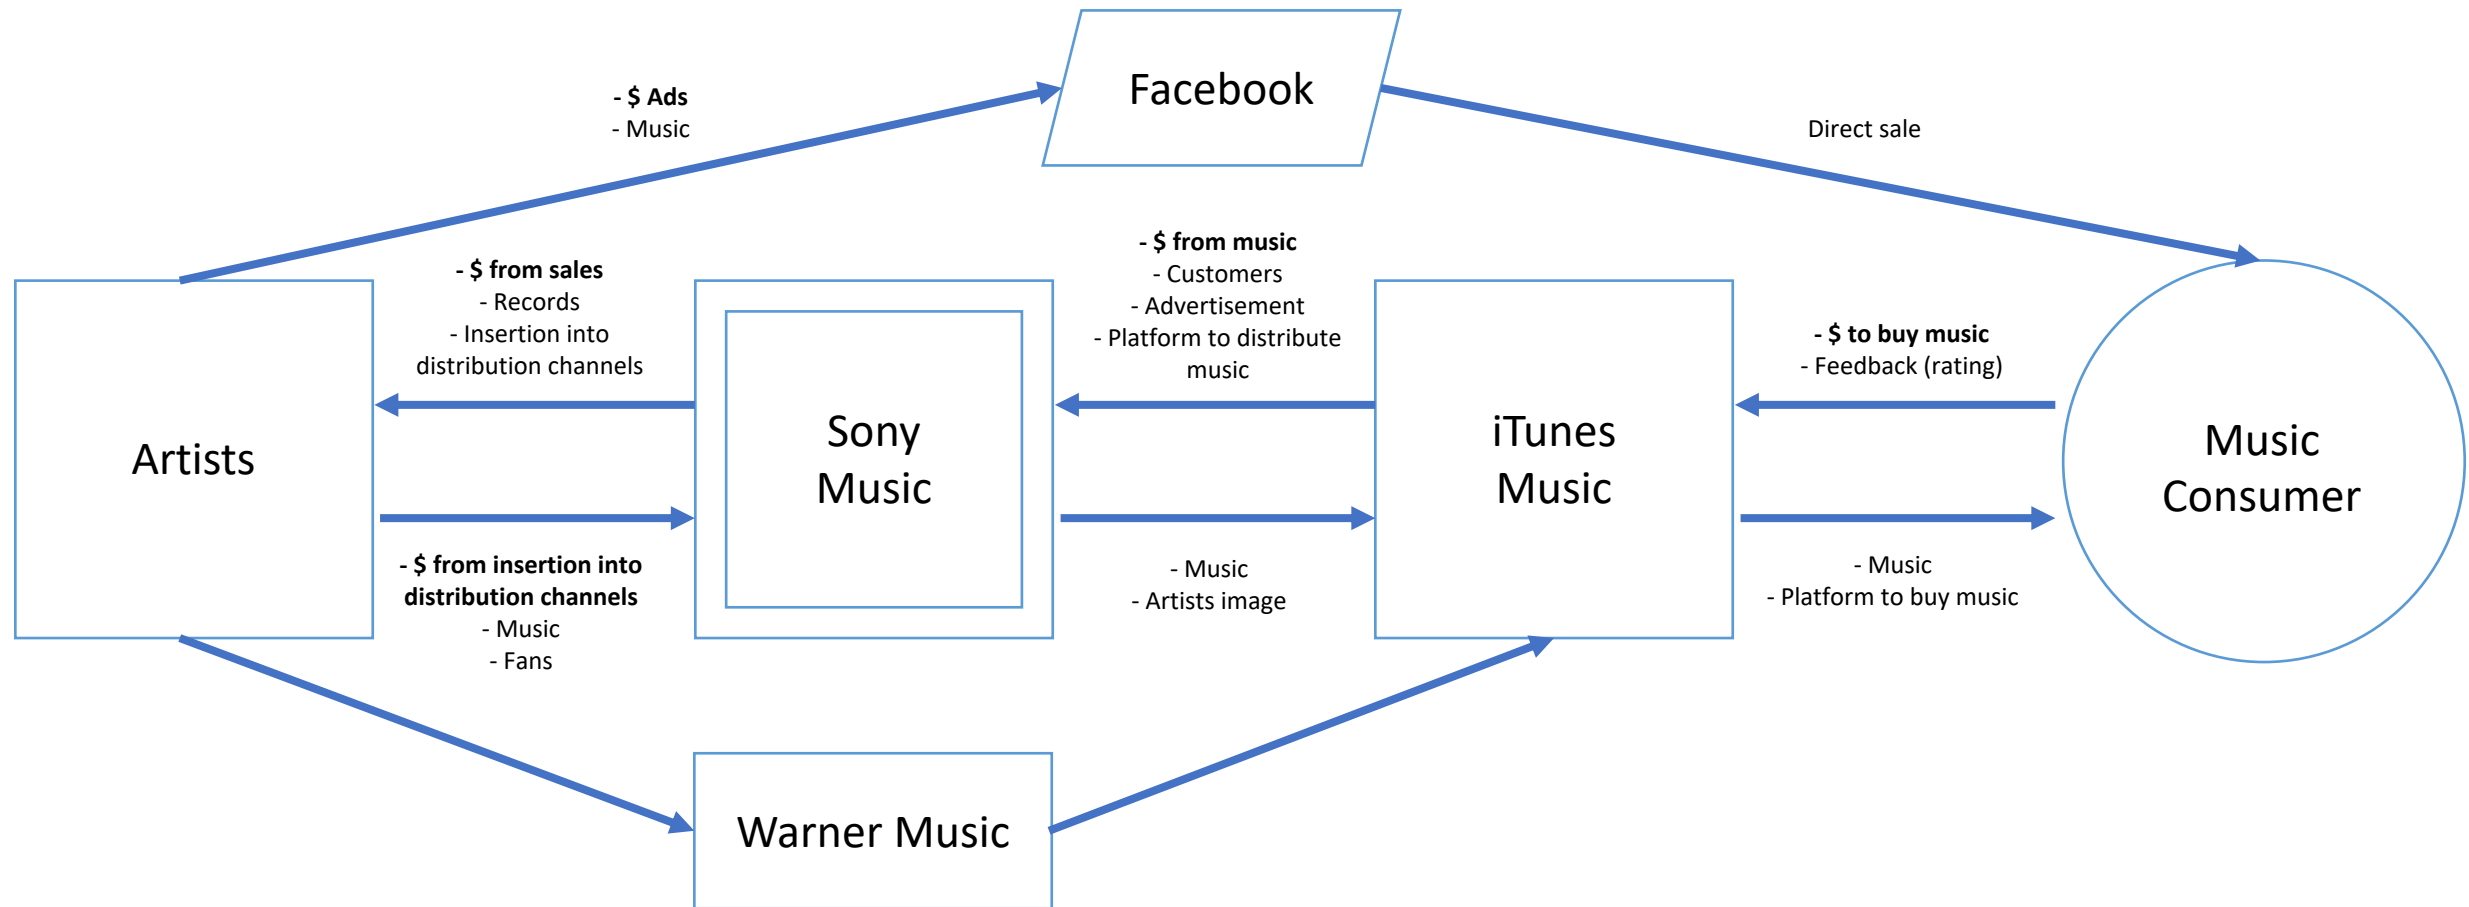 Facebook
- $ Ads
- Music
Direct sale
- $ from sales
- Records
- Insertion into
distribution channels
- $ from music
- Customers
- Advertisement
- Platform to distribute
music
- $ to buy music
- Feedback (rating)
Artists
Sony
Music
iTunes
Music
Music
Consumer
- $ from insertion into
distribution channels
- Music
- Fans
- Music
- Artists image
- Music
- Platform to buy music
Warner Music